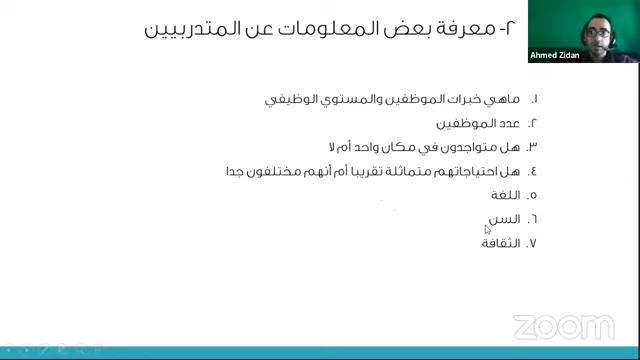 ٢- معرفة بعض المعلومات عن المتدربيين
Ahmed Zidan
١. ماهي خبرات الموظفين والمستوي الوظيفي
٢. عدد الموظفين
٣. هل متواجدون في مكان واحد أم لا
٤. هل احتياجاتهم متماثلة تقريبا أم أنهم مختلفون جدا
٥. اللغة
٦. السن
٧. الثقافة
zoom